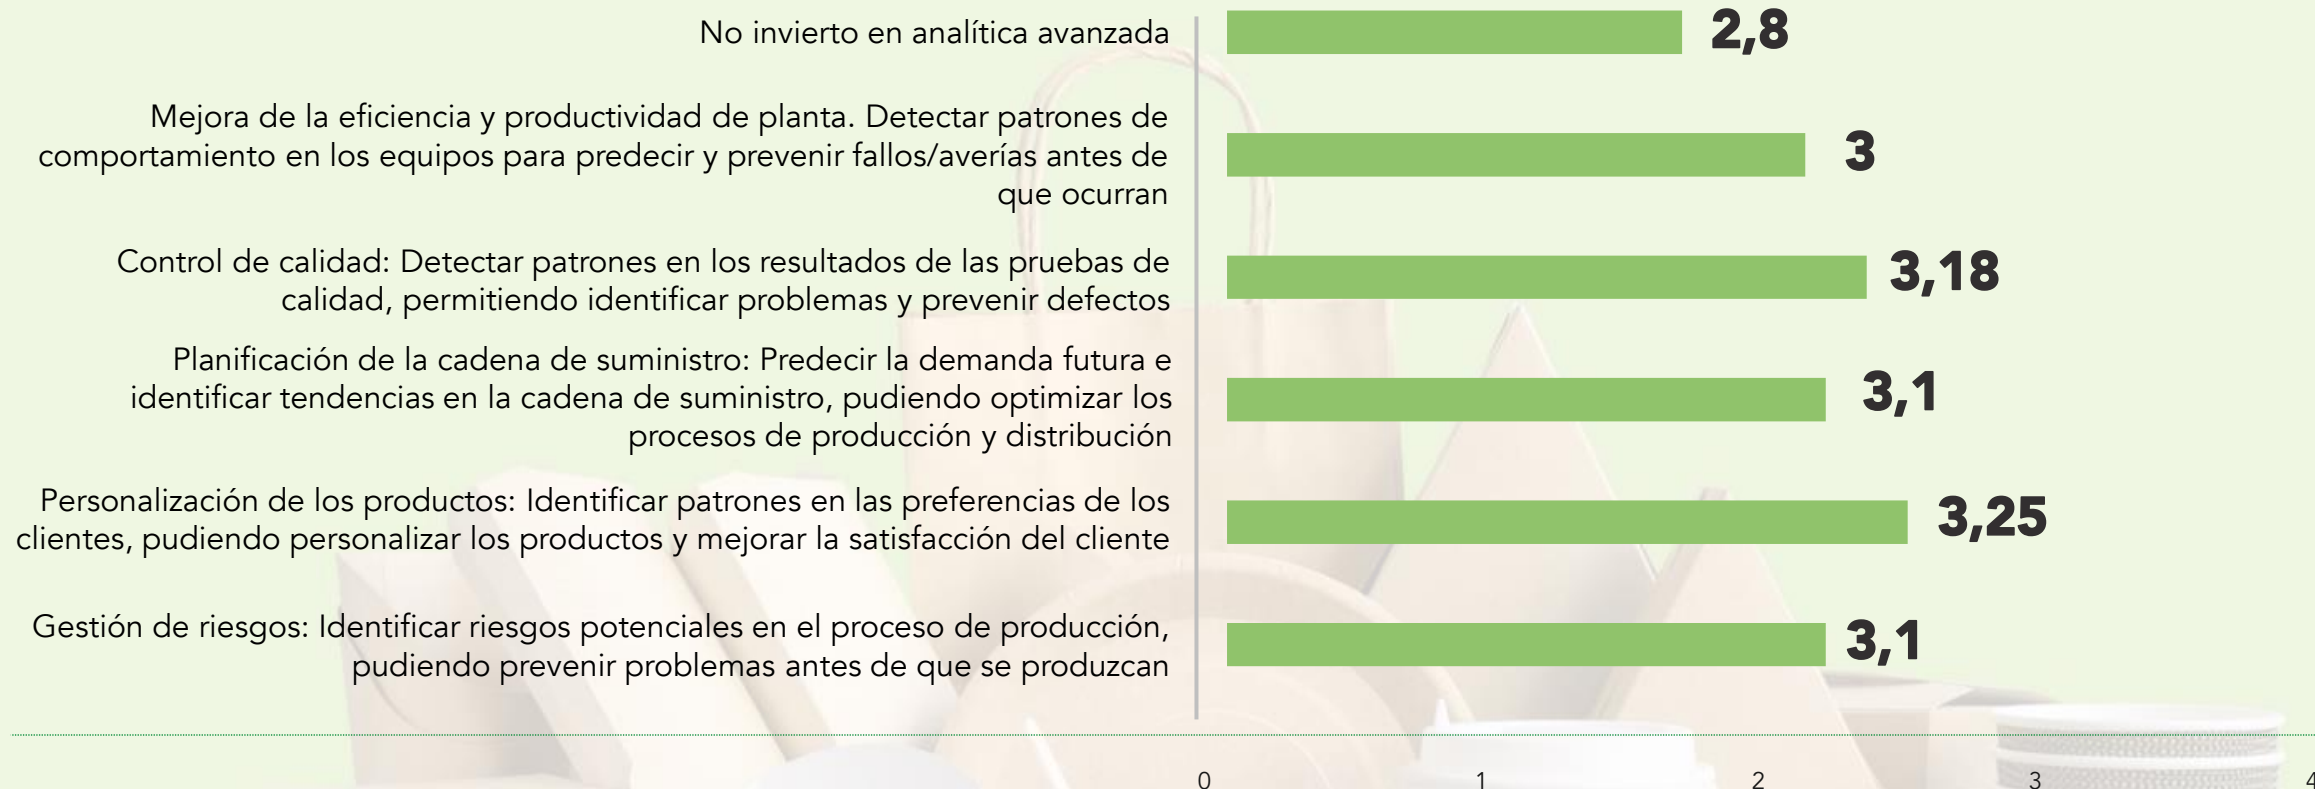 No invierto en analítica avanzada
2,8
Mejora de la eficiencia y productividad de planta. Detectar patrones de
comportamiento en los equipos para predecir y prevenir fallos/averías antes de
que ocurran
3
Control de calidad: Detectar patrones en los resultados de las pruebas de
calidad, permitiendo identificar problemas y prevenir defectos
3,18
Planificación de la cadena de suministro: Predecir la demanda futura e
identificar tendencias en la cadena de suministro, pudiendo optimizar los
procesos de producción y distribución
3,1
Personalización de los productos: Identificar patrones en las preferencias de los
clientes, pudiendo personalizar los productos y mejorar la satisfacción del cliente
3,25
Gestión de riesgos: Identificar riesgos potenciales en el proceso de producción,
pudiendo prevenir problemas antes de que se produzcan
3,1
0 1 2 3 4